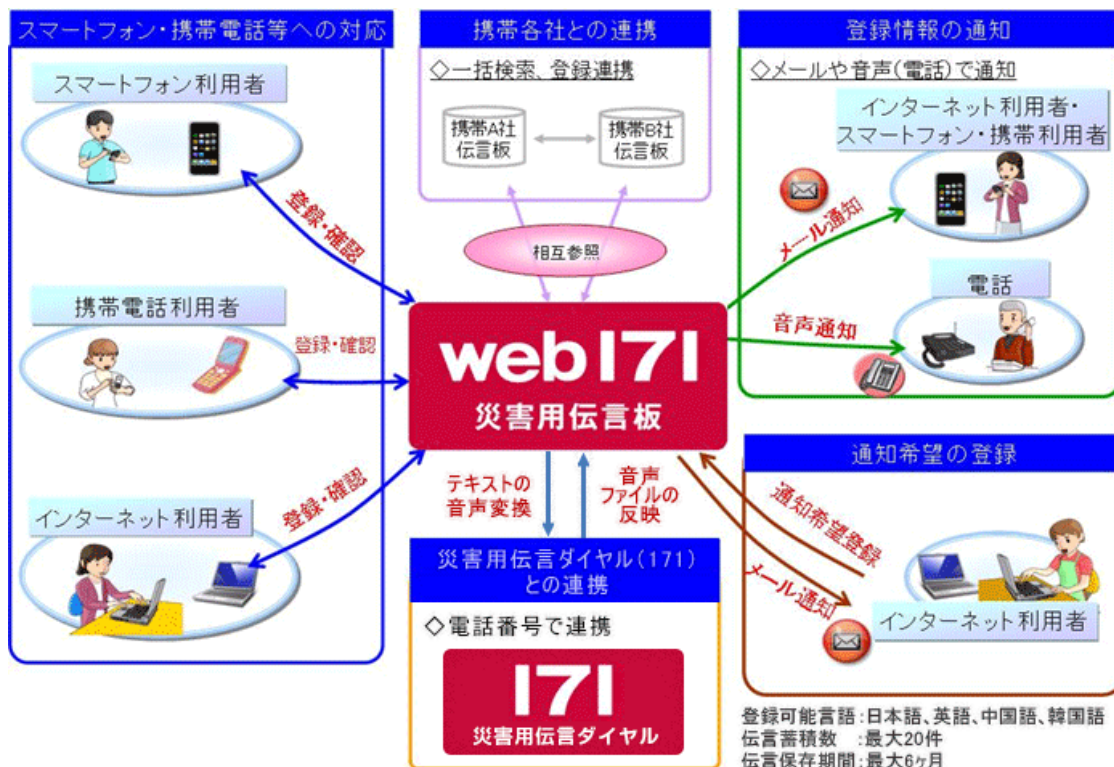 スマートフォン・携帯電話等への対応
スマートフォン利用者
登録・確認
携帯電話利用者
登録・確認
インターネット利用者
登録・確認
携帯各社との連携
◇一括検索、登録連携
携帯A社
伝言板
携帯B社
伝言板
相互参照
web171
災害用伝言板
テキストの
音声変換
音声
ファイルの
反映
災害用伝言ダイヤル(171)
との連携
◇電話番号で連携
171
災害用伝言ダイヤル
登録情報の通知
◇メールや音声(電話)で通知
インターネット利用者・
スマートフォン・携帯利用者
メール通知
電話
音声通知
通知希望の登録
通知希望登録
メール通知
インターネット利用者
登録可能言語:日本語、英語、中国語、韓国語
伝言蓄積数 :最大20件
伝言保存期間:最大6ヶ月